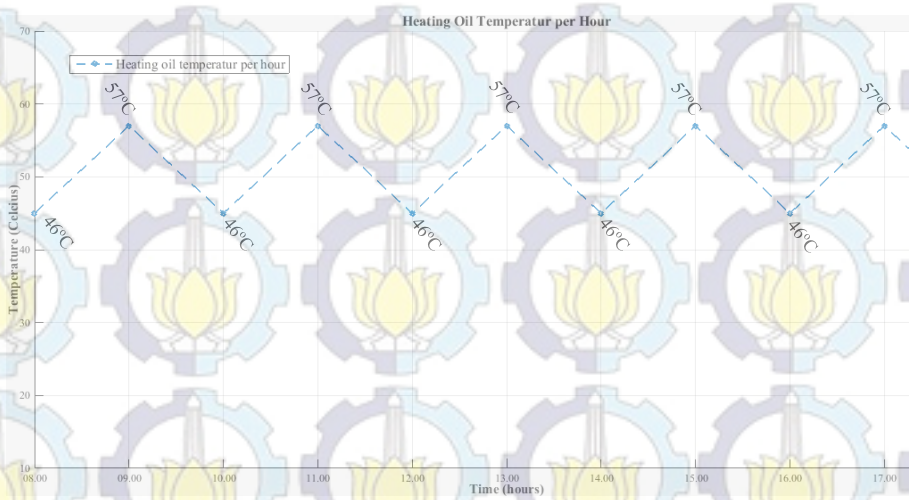 Heating Oil Temperatur per Hour
70
Heating oil temperatur per hour
60
57°C
57°C
57°C
57°C
57°C
50
46°C
46°C
46°C
46°C
46°C
40
30
20
10
Temperature (Celcius)
08.00 09.00 10.00 11.00 12.00 13.00 14.00 15.00 16.00 17.00
Time (hours)